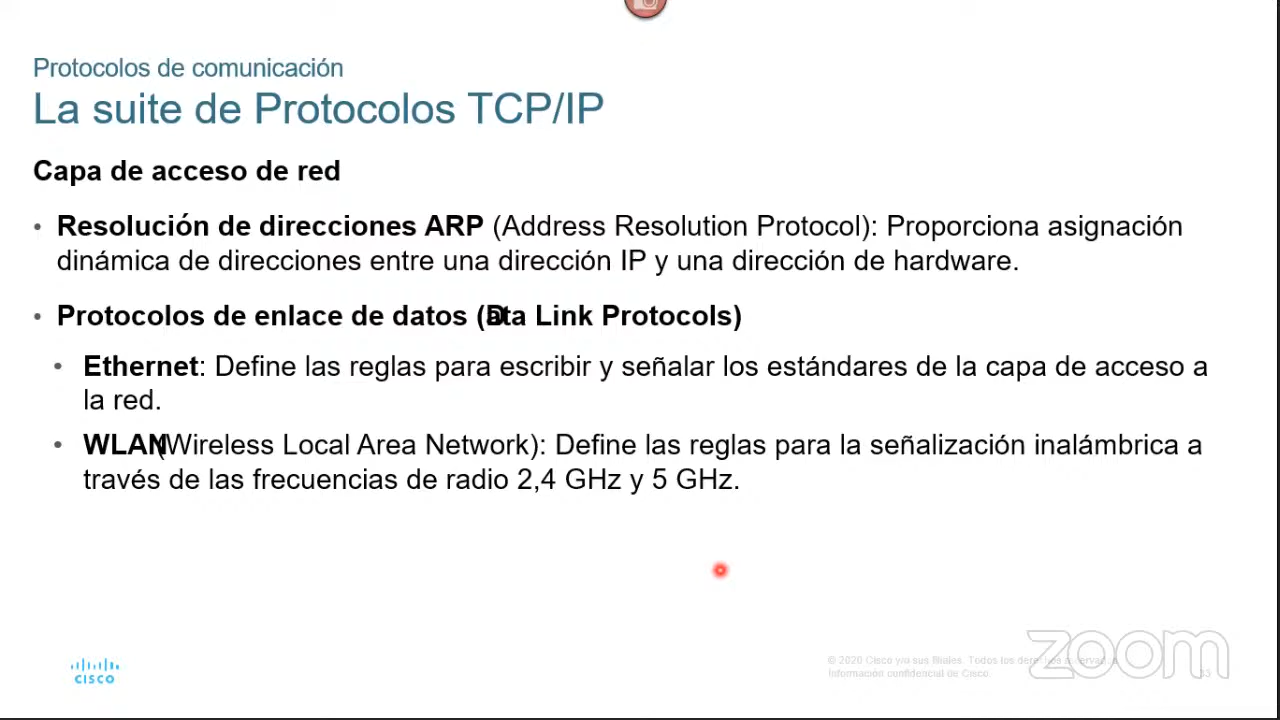 Protocolos de comunicación
La suite de Protocolos TCP/IP
Capa de acceso de red
• Resolución de direcciones ARP (Address Resolution Protocol): Proporciona asignación
dinámica de direcciones entre una dirección IP y una dirección de hardware.
• Protocolos de enlace de datos (Data Link Protocols)
• Ethernet: Define las reglas para escribir y señalar los estándares de la capa de acceso a
la red.
• WLAN(Wireless Local Area Network): Define las reglas para la señalización inalámbrica a
través de las frecuencias de radio 2,4 GHz y 5 GHz.
zoom
CISCO
© 2020 Cisco y/o sus filiales. Todos los derechos reservados.
Información confidencial de Cisco.